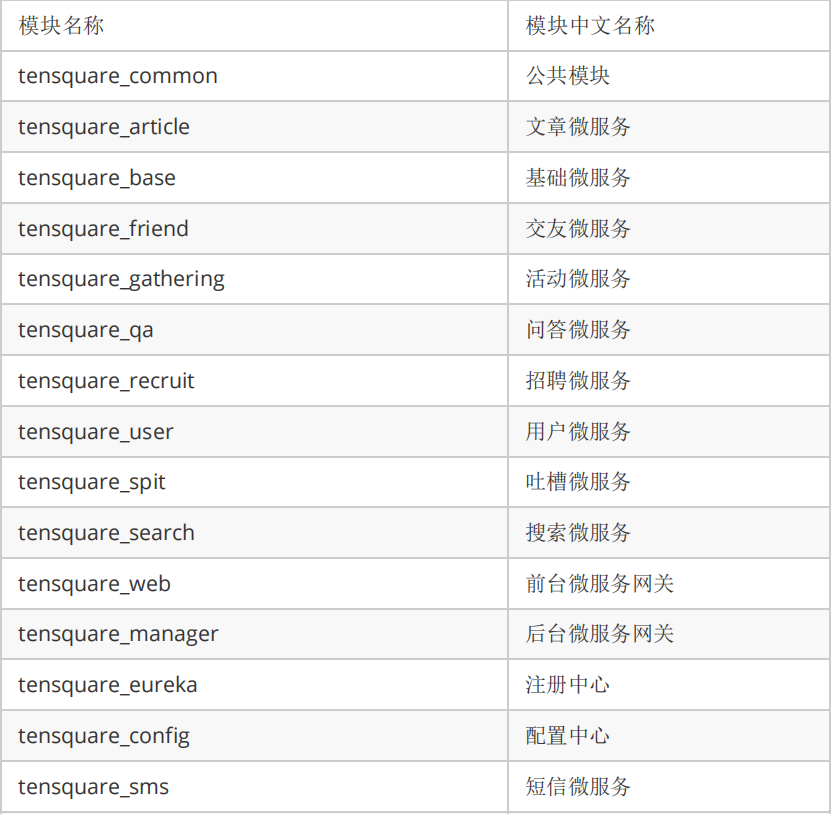 模块名称 模块中文名称
tensquare_common 公共模块
tensquare_article 文章微服务
tensquare_base 基础微服务
tensquare_friend 交友微服务
tensquare_gathering 活动微服务
tensquare_qa 问答微服务
tensquare_recruit 招聘微服务
tensquare_user 用户微服务
tensquare_spit 吐槽微服务
tensquare_search 搜索微服务
tensquare_web 前台微服务网关
tensquare_manager 后台微服务网关
tensquare_eureka 注册中心
tensquare_config 配置中心
tensquare_sms 短信微服务